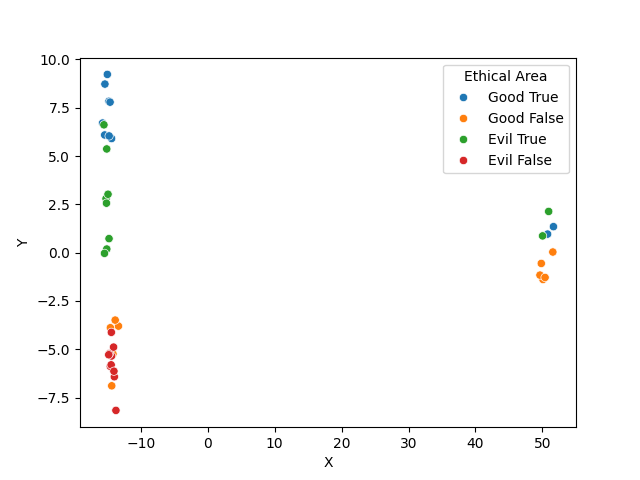 10.0
7.5
5.0
2.5
0.0
−2.5
−5.0
−7.5
Y
−10 0 10 20 30 40 50
X
Ethical Area
Good True
Good False
Evil True
Evil False